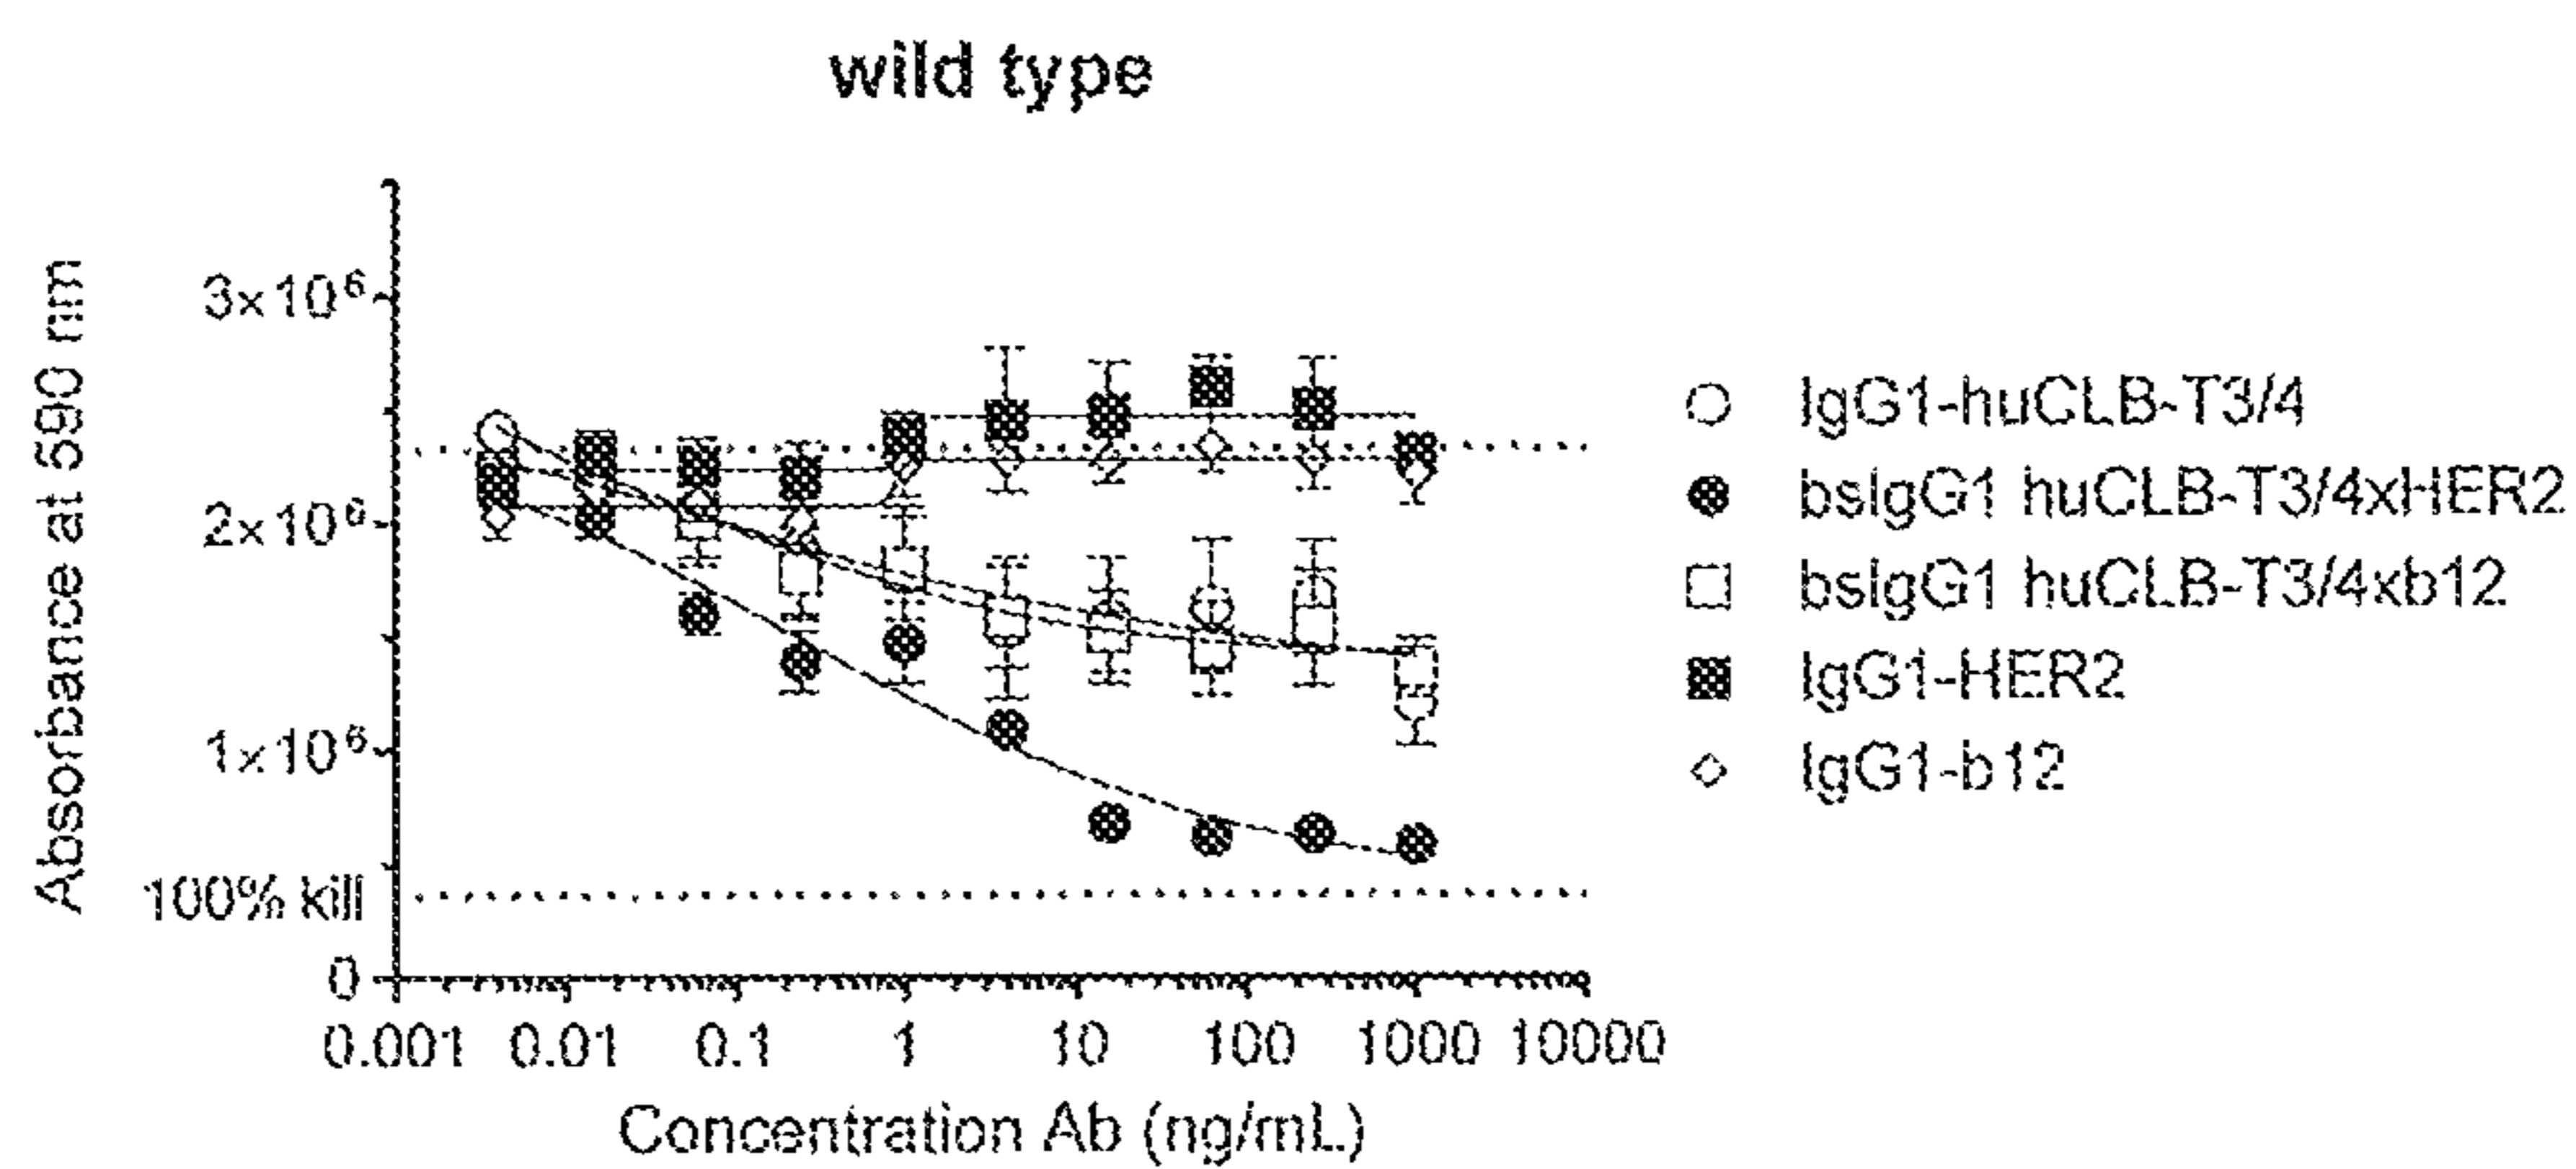 wild type
Absorbance at 590 nm
3×10⁶
2×10⁶
1×10⁶
100% kill
0
0.001 0.01 0.1 1 10 100 1000 10000
Concentration Ab (ng/mL)
IgG1-huCLB-T3/4
bsIgG1 huCLB-T3/4xHER2
bsIgG1 huCLB-T3/4xb12
IgG1-HER2
IgG1-b12